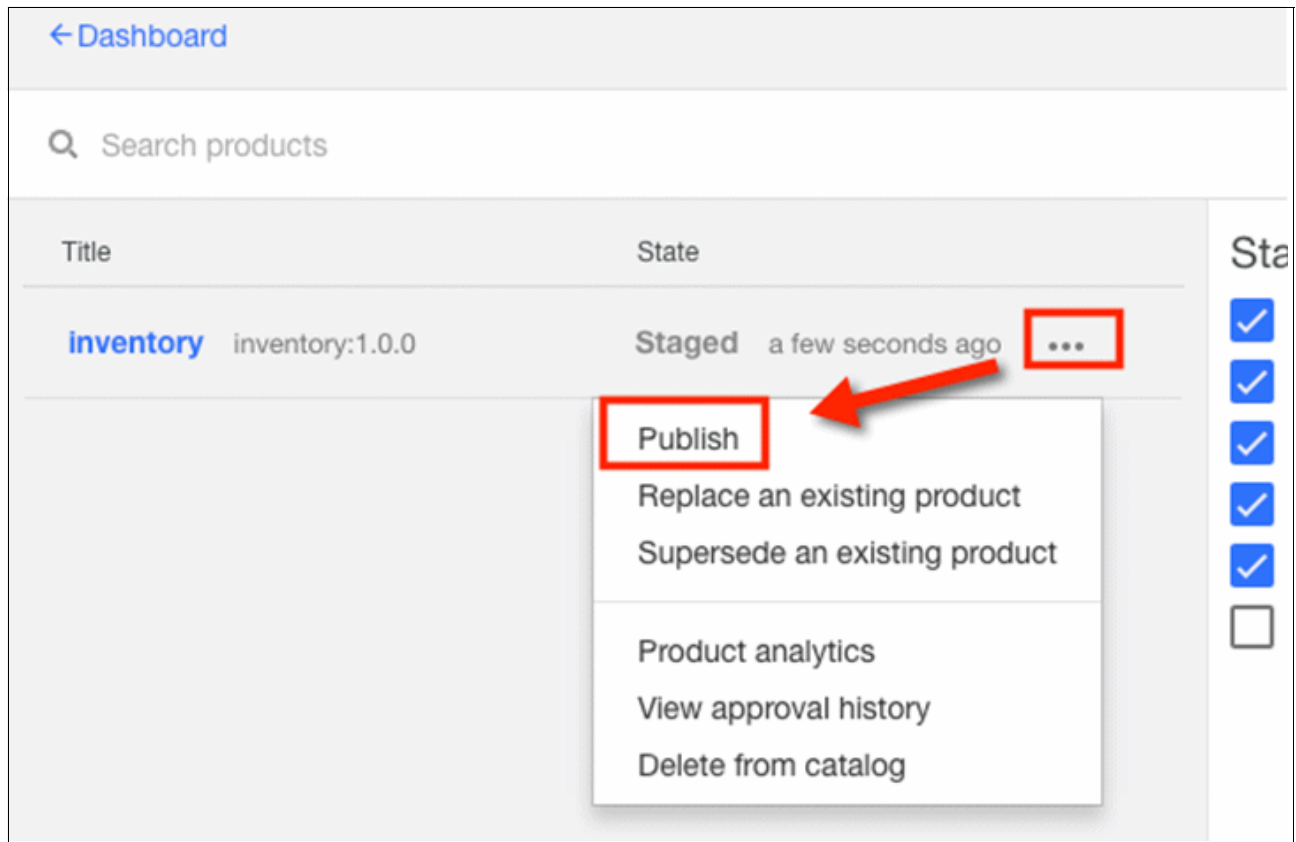 ←Dashboard
Search products
Title State Sta
inventory inventory:1.0.0 Staged a few seconds ago •••
Publish
Replace an existing product
Supersede an existing product
Product analytics
View approval history
Delete from catalog